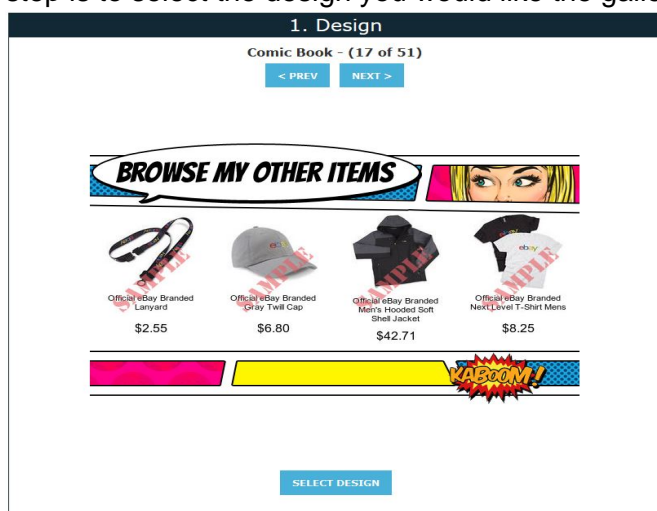 step is to select the design you would like the galle
1. Design
Comic Book - (17 of 51)
< PREV
NEXT >
BROWSE MY OTHER ITEMS
SAMPLE
ebay
SAMPLE
SAMPLE
ebay
ebay
SAMPLE
Official eBay Branded
Lanyard
$2.55
Official eBay Branded
Gray Twill Cap
$6.80
Official eBay Branded
Men's Hooded Soft
Shell Jacket
$42.71
Official eBay Branded
Next Level T-Shirt Mens
$8.25
KABOOM!
SELECT DESIGN